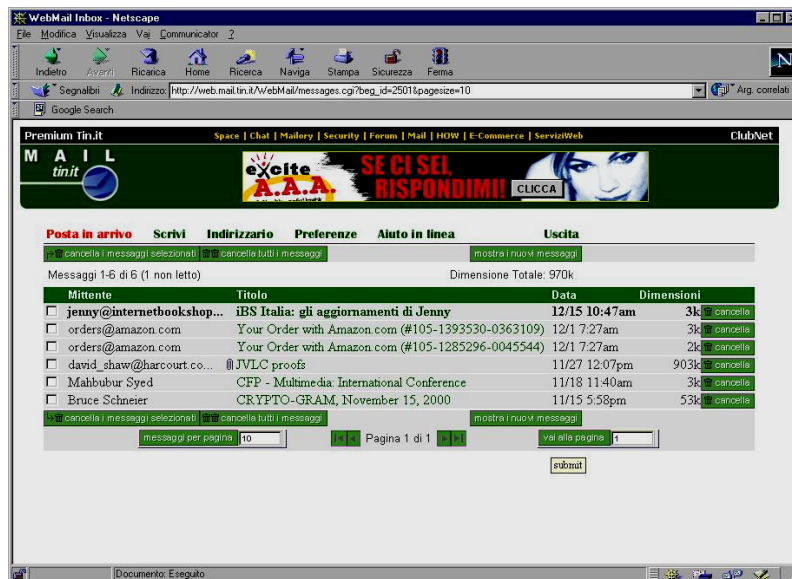 WebMail Inbox - Netscape
File Modifica Visualizza Vai Communicator ?
Indietro Avanti Ricarica Home Ricerca Naviga Stampa Sicurezza Ferma
N
Segnalibri Indirizzo: http://web.mail.tin.it/WebMail/messages.cgi?beg_id=2501&pagesize=10 Arg. correlati
Google Search
Premium Tin.it Space | Chat | Mailory | Security | Forum | Mail | HOW | E-Commerce | ServiziWeb ClubNet
MAIL
tin.it
excite A.A.A. SE CI SEI, RISPONDIMI! CLICCA
Posta in arrivo Scrivi Indirizzario Preferenze Aiuto in linea Uscita
cancella i messaggi selezionati cancella tutti i messaggi mostra i nuovi messaggi
Messaggi 1-6 di 6 (1 non letto) Dimensione Totale: 970k
Mittente Titolo Data Dimensioni
jenny@internetbookshop... iBS Italia: gli aggiornamenti di Jenny 12/15 10:47am 3k cancella
orders@amazon.com Your Order with Amazon.com (#105-1393530-0363109) 12/1 7:27am 3k cancella
orders@amazon.com Your Order with Amazon.com (#105-1285296-0045544) 12/1 7:27am 2k cancella
david_shaw@harcourt.co... JVLC proofs 11/27 12:07pm 903k cancella
Mahbubur Syed CFP - Multimedia: International Conference 11/18 11:40am 3k cancella
Bruce Schneier CRYPTO-GRAM, November 15, 2000 11/15 5:58pm 53k cancella
cancella i messaggi selezionati cancella tutti i messaggi mostra i nuovi messaggi
messaggi per pagina 10 Pagina 1 di 1 vai alla pagina 1
submit
Documento: Eseguito